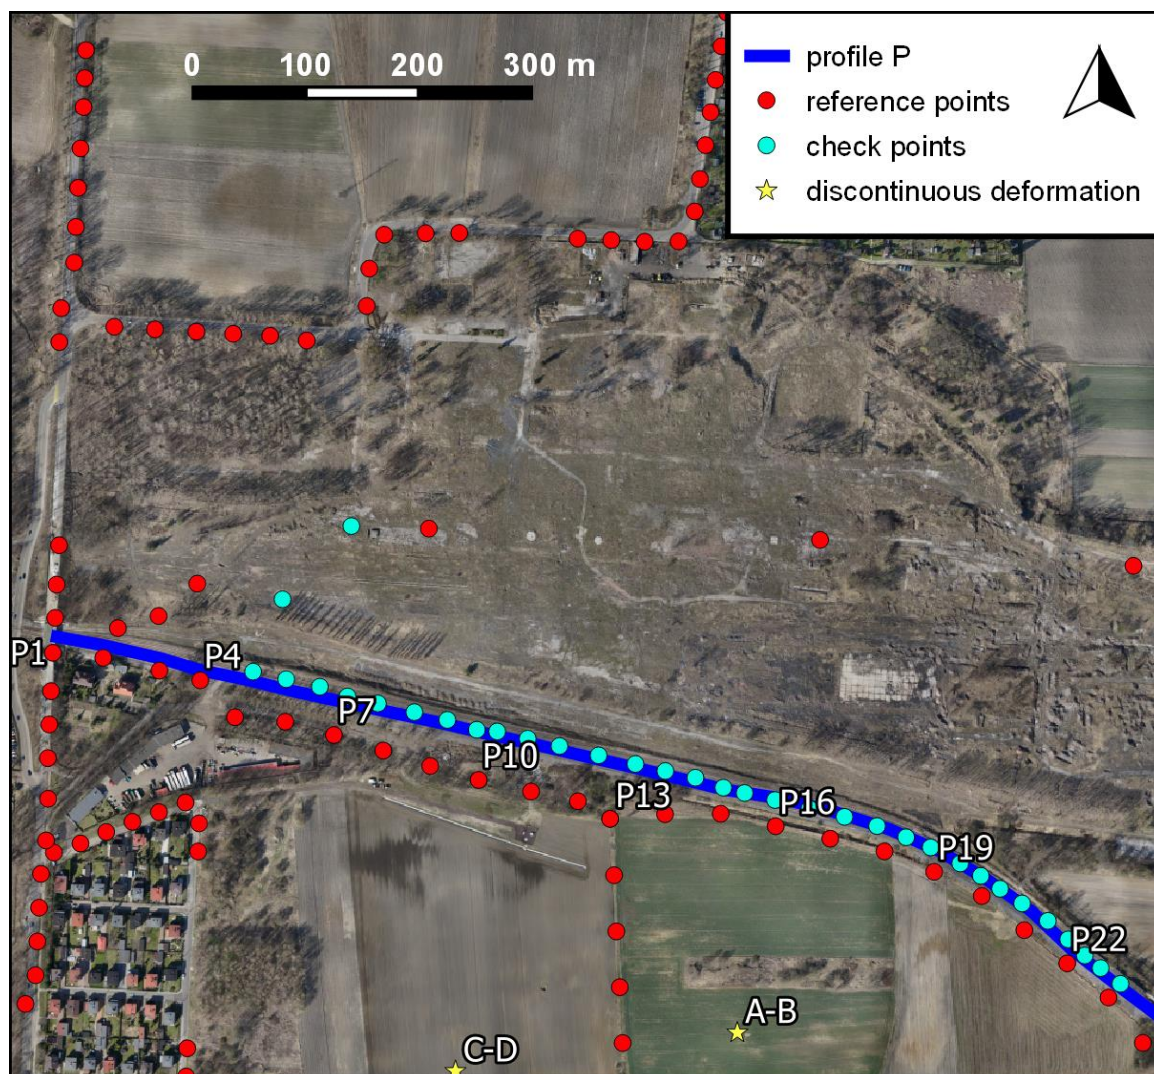 0 100 200 300 m
profile P
reference points
check points
discontinuous deformation
P1
P4
P7
P10
P13
P16
P19
P22
A-B
C-D